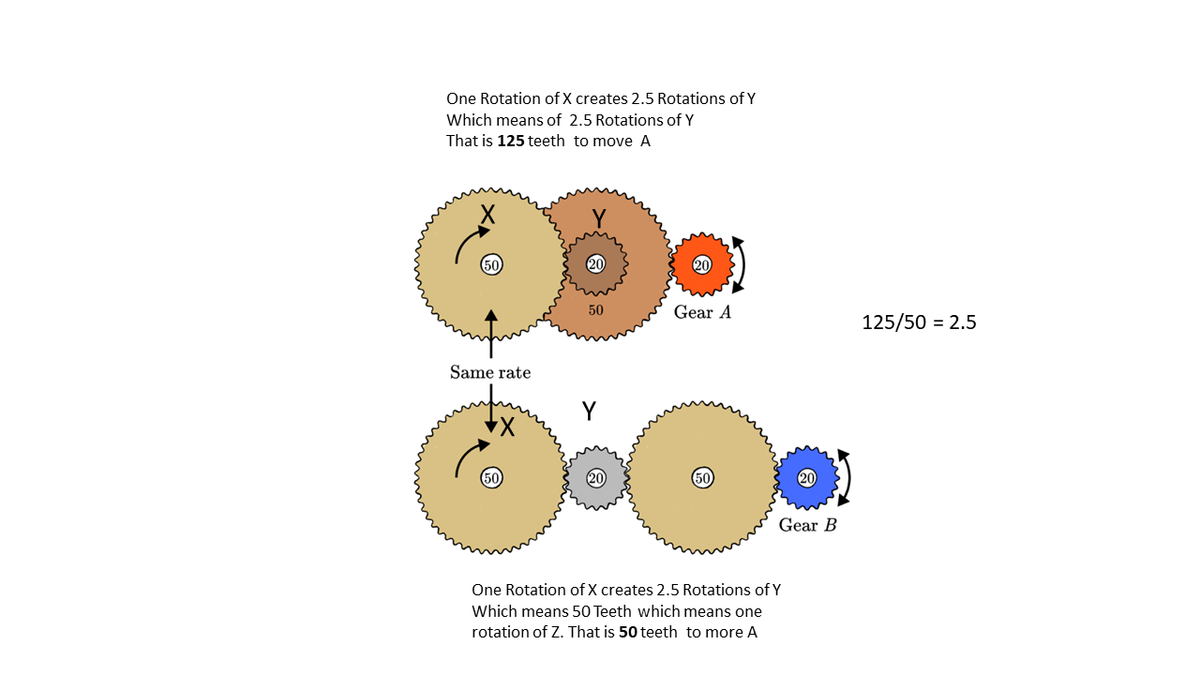 One Rotation of X creates 2.5 Rotations of Y
Which means of 2.5 Rotations of Y
That is 125 teeth to move A
X
Y
50
20
20
50
Gear A
125/50 = 2.5
Same rate
Y
X
50
20
50
20
Gear B
One Rotation of X creates 2.5 Rotations of Y
Which means 50 Teeth which means one
rotation of Z. That is 50 teeth to more A